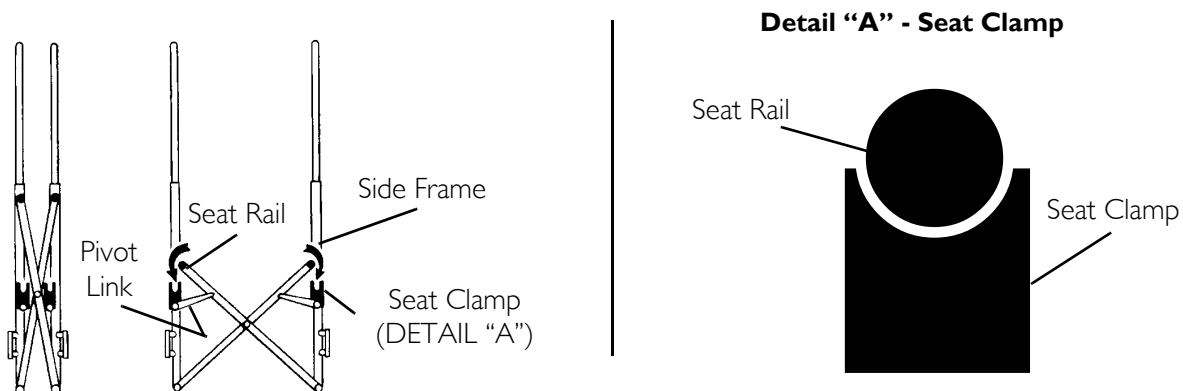 Detail “A” - Seat Clamp
Side Frame
Seat Rail
Pivot
Link
Seat Clamp
(DETAIL “A”)
Seat Rail
Seat Clamp